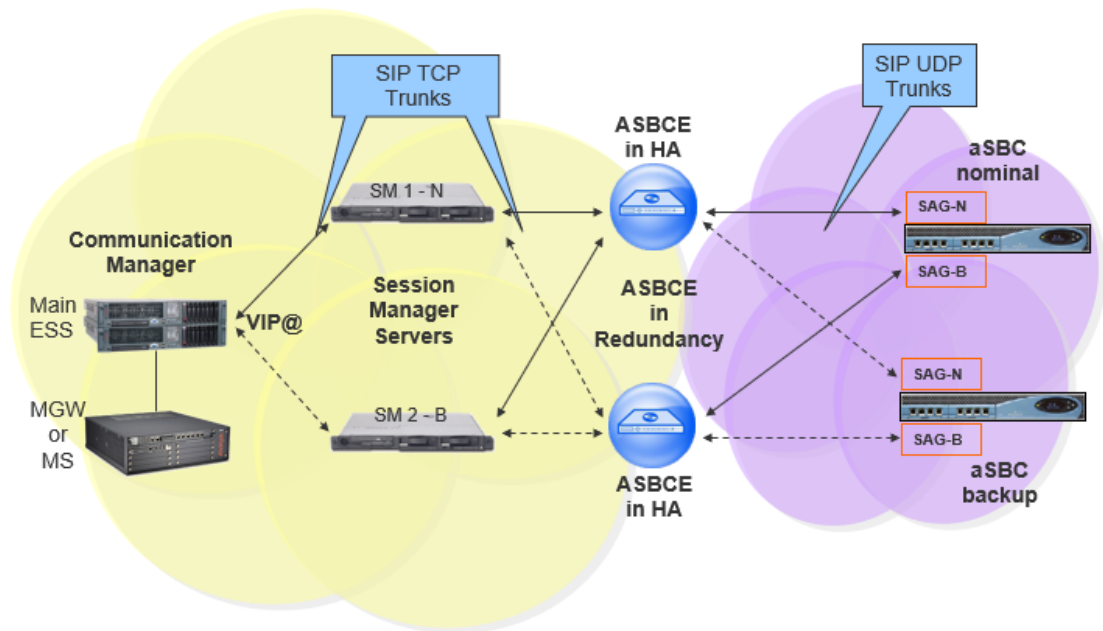 SIP TCP
Trunks
SIP UDP
Trunks
ASBCE
in HA
aSBC
nominal
SM 1 - N
SAG-N
SAG-B
Communication
Manager
Main
ESS
VIP@
Session
Manager
Servers
ASBCE
in
Redundancy
MGW
or
MS
SM 2 - B
SAG-N
SAG-B
ASBCE
in HA
aSBC
backup